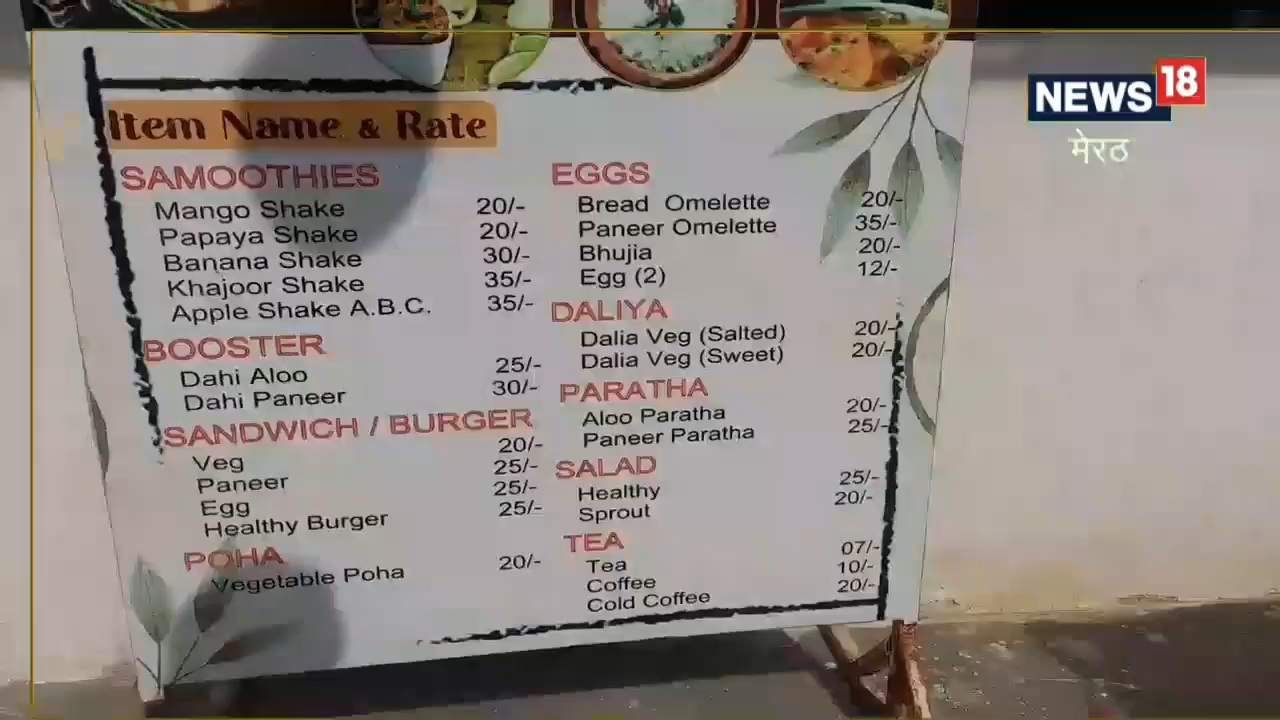 NEWS 18
मेरठ
Item Name & Rate
SAMOOTHIES
Mango Shake 20/-
Papaya Shake 20/-
Banana Shake 30/-
Khajoor Shake 35/-
Apple Shake A.B.C. 35/-
BOOSTER
Dahi Aloo 25/-
Dahi Paneer 30/-
SANDWICH / BURGER
Veg 20/-
Paneer 25/-
Egg 25/-
Healthy Burger 25/-
POHA
Vegetable Poha 20/-
EGGS
Bread Omelette 20/-
Paneer Omelette 35/-
Bhujia 20/-
Egg (2) 12/-
DALIYA
Dalia Veg (Salted) 20/-
Dalia Veg (Sweet) 20/-
PARATHA
Aloo Paratha 20/-
Paneer Paratha 25/-
SALAD
Healthy 25/-
Sprout 20/-
TEA
Tea 07/-
Coffee 10/-
Cold Coffee 20/-